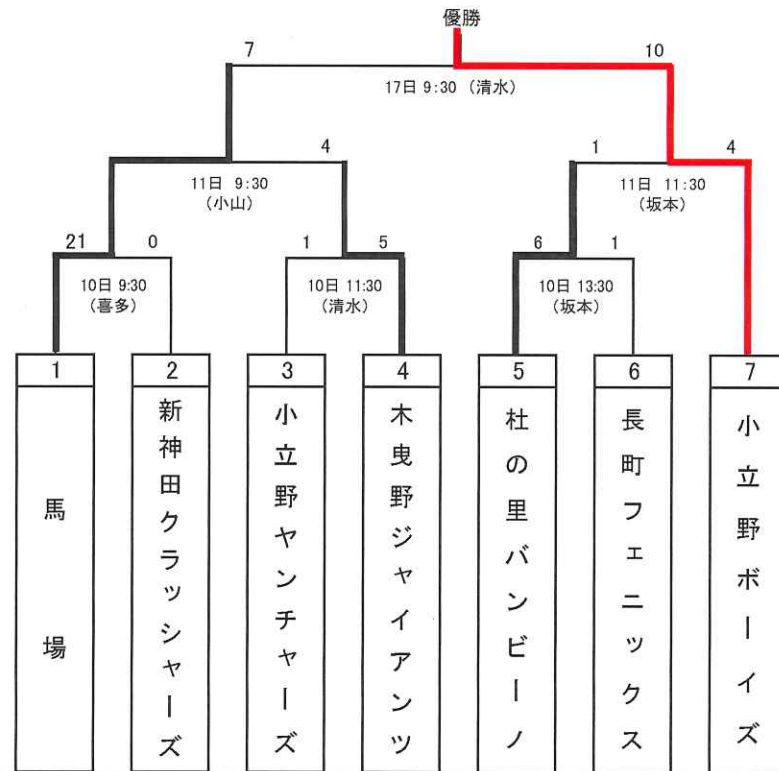 優勝
7
10
17日 9:30 (清水)
4
1
4
11日 9:30
(小山)
11日 11:30
(坂本)
21
0
1
5
6
1
10日 9:30
(喜多)
10日 11:30
(清水)
10日 13:30
(坂本)
1
2
3
4
5
6
7
馬場
新神田クラッシャーズ
小立野ヤンチャーズ
木曳野ジャイアンツ
杜の里バンビーノ
長町フェニックス
小立野ボーイズ